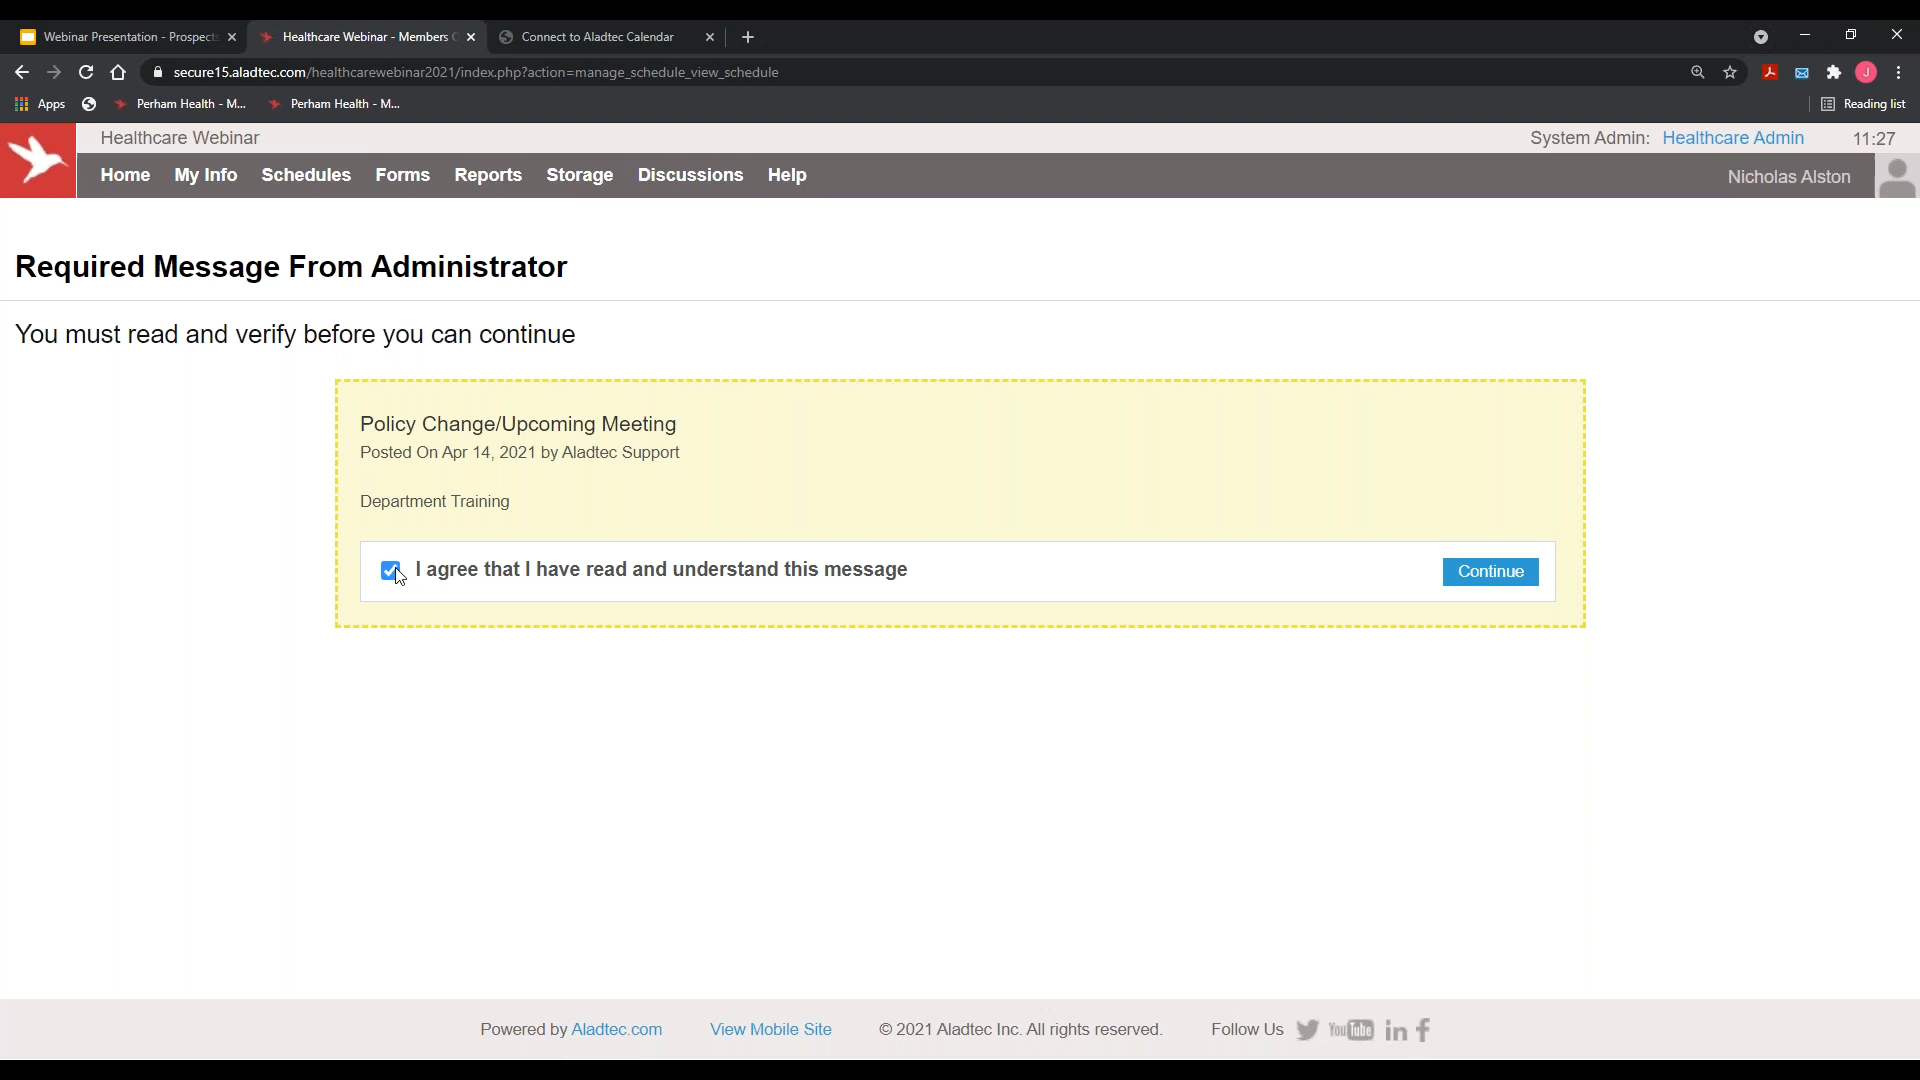 Webinar Presentation - Prospects
Healthcare Webinar - Members
Connect to Aladtec Calendar
secure15.aladtec.com/healthcarewebinar2021/index.php?action=manage_schedule_view_schedule
Apps
Perham Health - M...
Perham Health - M...
Reading list
Healthcare Webinar
System Admin: Healthcare Admin 11:27
Home My Info Schedules Forms Reports Storage Discussions Help
Nicholas Alston
Required Message From Administrator
You must read and verify before you can continue
Policy Change/Upcoming Meeting
Posted On Apr 14, 2021 by Aladtec Support
Department Training
I agree that I have read and understand this message
Continue
Powered by Aladtec.com View Mobile Site © 2021 Aladtec Inc. All rights reserved. Follow Us YouTube in f